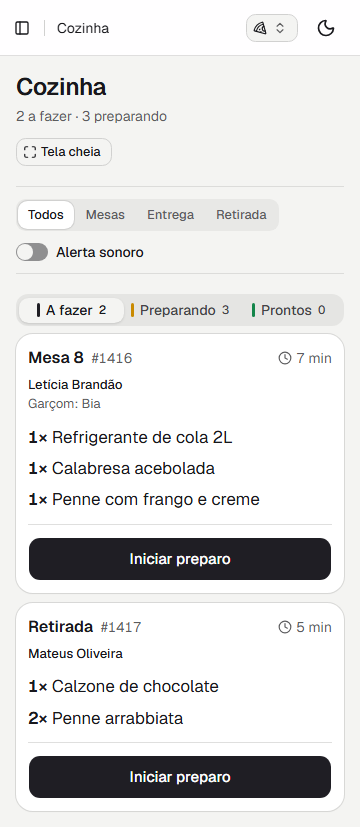 Cozinha
Cozinha
2 a fazer · 3 preparando
Tela cheia
Todos Mesas Entrega Retirada
Alerta sonoro
A fazer 2 Preparando 3 Prontos 0
Mesa 8 #1416 7 min
Letícia Brandão
Garçom: Bia
1× Refrigerante de cola 2L
1× Calabresa acebolada
1× Penne com frango e creme
Iniciar preparo
Retirada #1417 5 min
Mateus Oliveira
1× Calzone de chocolate
2× Penne arrabbiata
Iniciar preparo